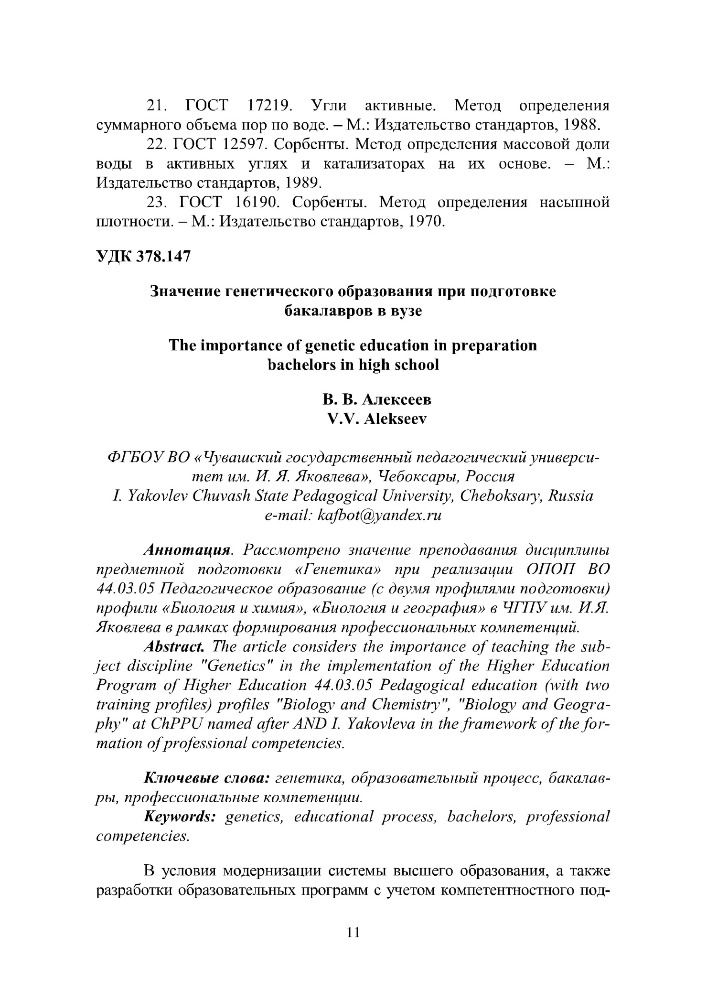 21. ГОСТ 17219. Угли активные. Метод определения
суммарного объема пор по воде. – М.: Издательство стандартов, 1988.
22. ГОСТ 12597. Сорбенты. Метод определения массовой доли
воды в активных углях и катализаторах на их основе. – М.:
Издательство стандартов, 1989.
23. ГОСТ 16190. Сорбенты. Метод определения насыпной
плотности. – М.: Издательство стандартов, 1970.
УДК 378.147
Значение генетического образования при подготовке
бакалавров в вузе
The importance of genetic education in preparation
bachelors in high school
В. В. Алексеев
V.V. Alekseev
ФГБОУ ВО «Чувашский государственный педагогический универси-
тет им. И. Я. Яковлева», Чебоксары, Россия
I. Yakovlev Chuvash State Pedagogical University, Cheboksary, Russia
e-mail: kafbot@yandex.ru
Аннотация. Рассмотрено значение преподавания дисциплины
предметной подготовки «Генетика» при реализации ОПОП ВО
44.03.05 Педагогическое образование (с двумя профилями подготовки)
профили «Биология и химия», «Биология и география» в ЧГПУ им. И.Я.
Яковлева в рамках формирования профессиональных компетенций.
Abstract. The article considers the importance of teaching the sub-
ject discipline "Genetics" in the implementation of the Higher Education
Program of Higher Education 44.03.05 Pedagogical education (with two
training profiles) profiles "Biology and Chemistry", "Biology and Geogra-
phy" at ChPPU named after AND I. Yakovleva in the framework of the for-
mation of professional competencies.
Ключевые слова: генетика, образовательный процесс, бакалав-
ры, профессиональные компетенции.
Keywords: genetics, educational process, bachelors, professional
competencies.
В условия модернизации системы высшего образования, а также
разработки образовательных программ с учетом компетентностного под-
11